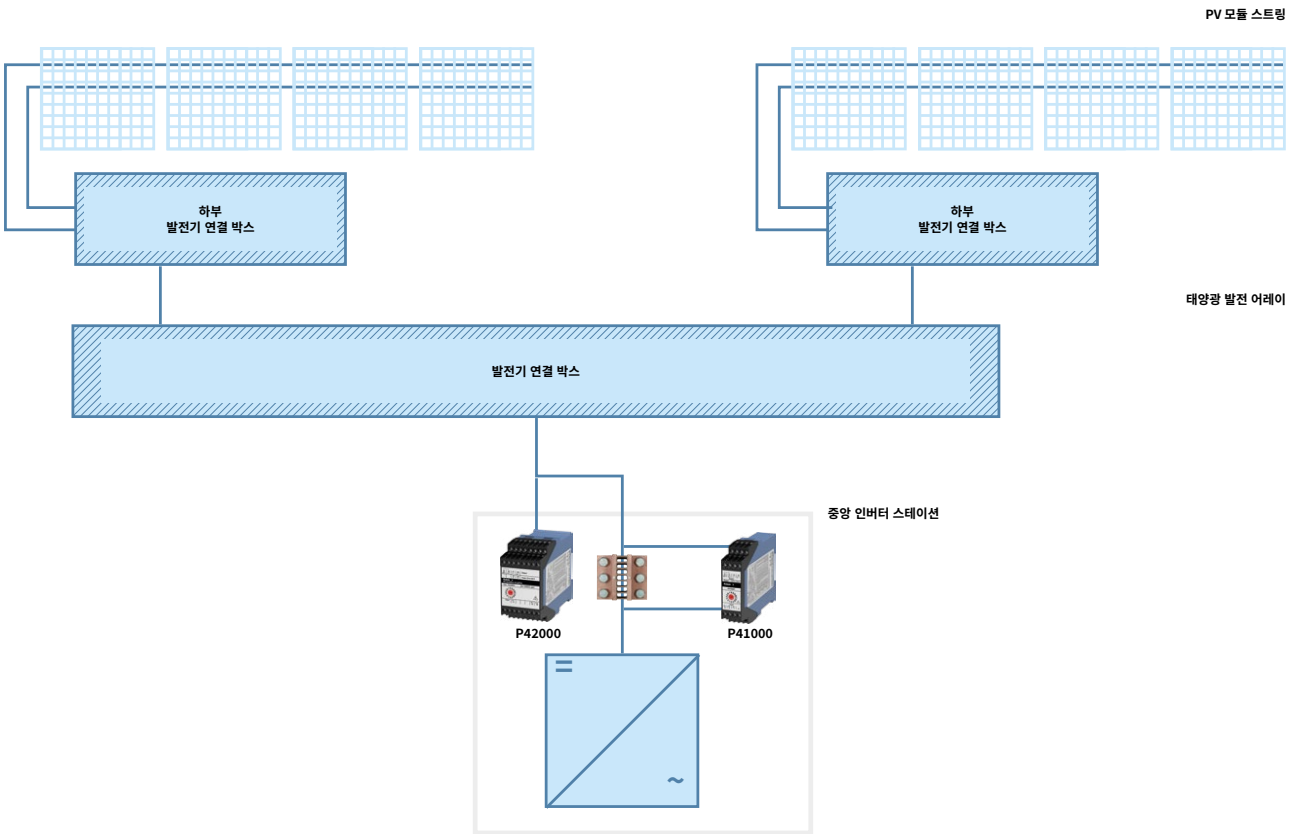 PV 모듈 스트링
하부
발전기 연결 박스
하부
발전기 연결 박스
태양광 발전 어레이
발전기 연결 박스
중앙 인버터 스테이션
P42000
P41000
=
~